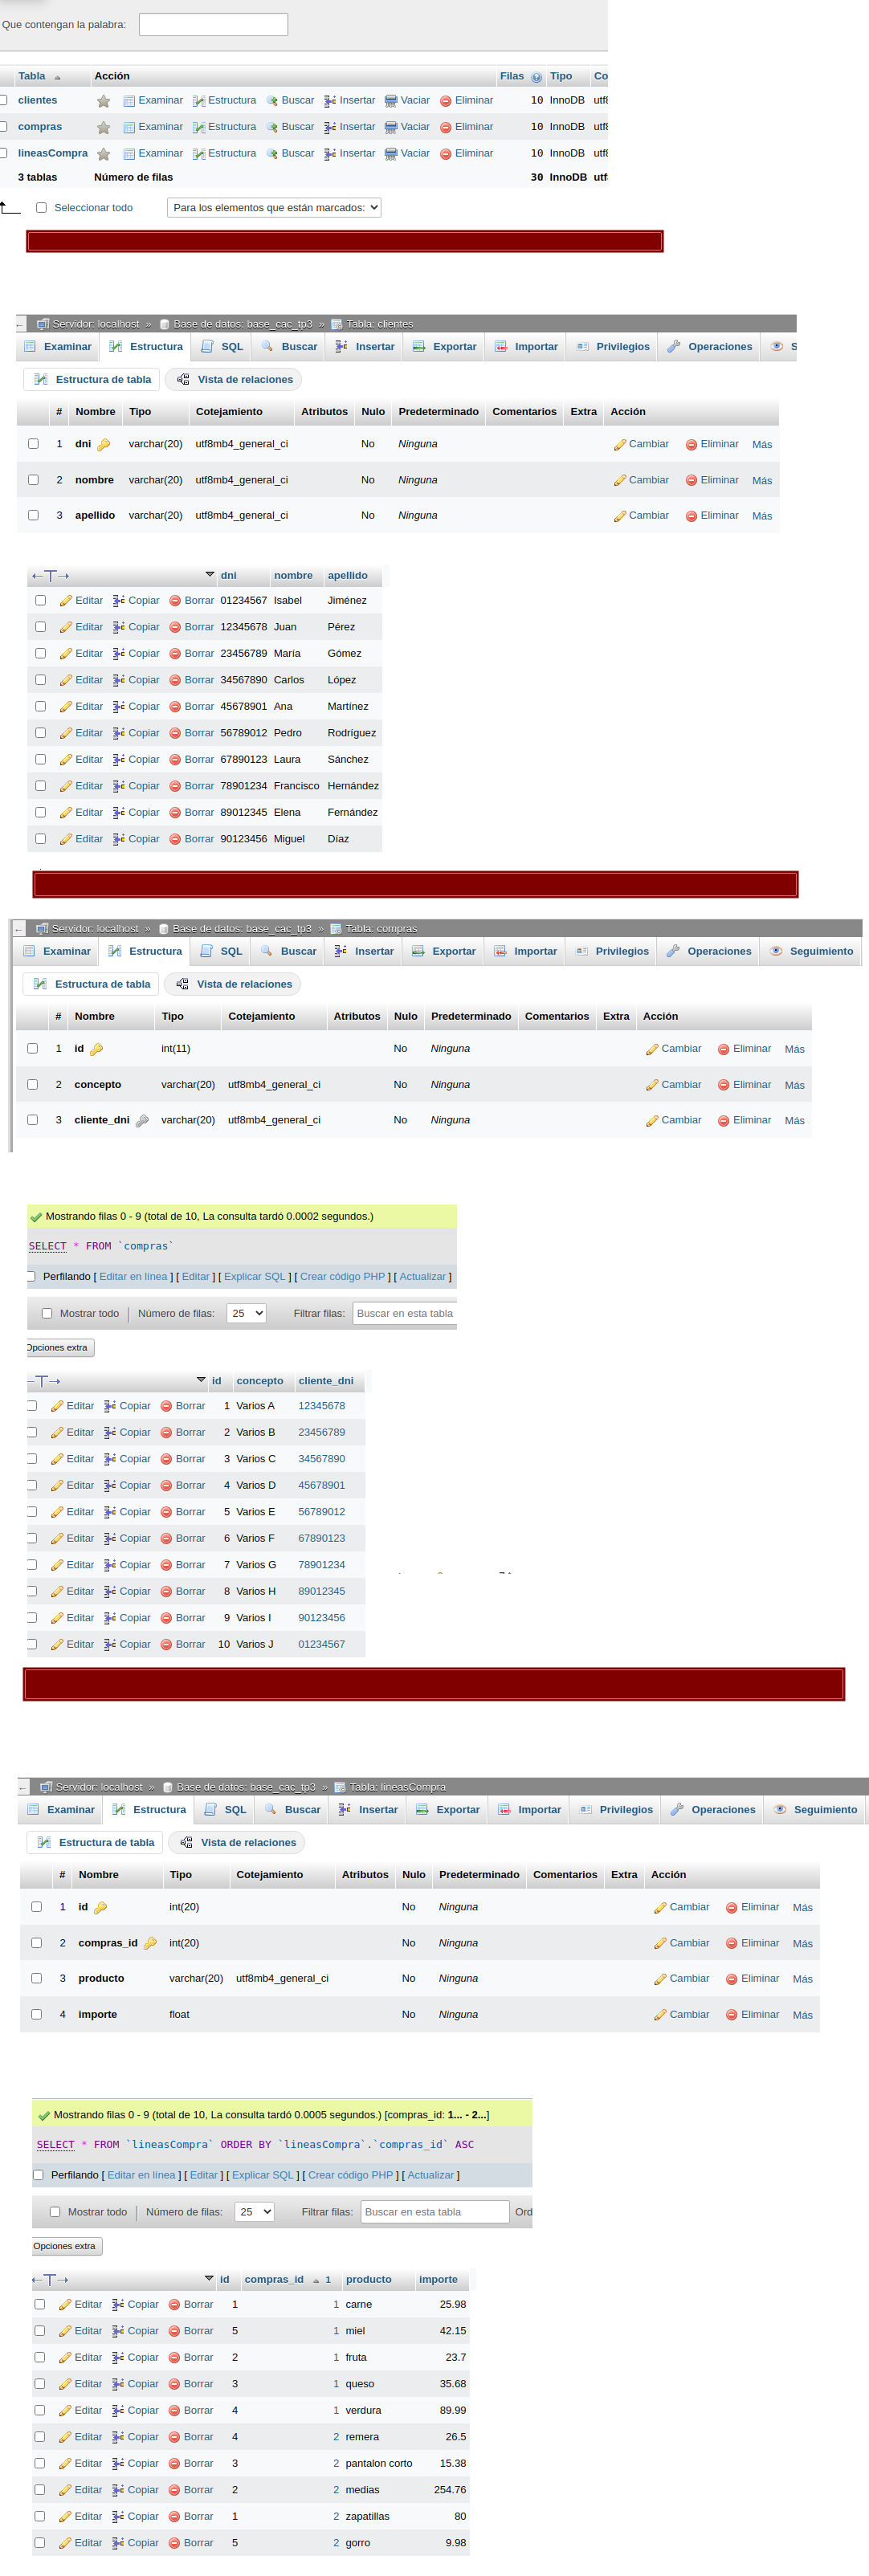 Que contengan la palabra:
Tabla Acción Filas Tipo Co
clientes Examinar Estructura Buscar Insertar Vaciar Eliminar 10 InnoDB utf8
compras Examinar Estructura Buscar Insertar Vaciar Eliminar 10 InnoDB utf8
lineasCompra Examinar Estructura Buscar Insertar Vaciar Eliminar 10 InnoDB utf8
3 tablas Número de filas 30 InnoDB utf
Seleccionar todo Para los elementos que están marcados:
← Servidor: localhost » Base de datos: base_cac_tp3 » Tabla: clientes
Examinar Estructura SQL Buscar Insertar Exportar Importar Privilegios Operaciones S
Estructura de tabla Vista de relaciones
# Nombre Tipo Cotejamiento Atributos Nulo Predeterminado Comentarios Extra Acción
1 dni varchar(20) utf8mb4_general_ci No Ninguna Cambiar Eliminar Más
2 nombre varchar(20) utf8mb4_general_ci No Ninguna Cambiar Eliminar Más
3 apellido varchar(20) utf8mb4_general_ci No Ninguna Cambiar Eliminar Más
←T→ dni nombre apellido
Editar Copiar Borrar 01234567 Isabel Jiménez
Editar Copiar Borrar 12345678 Juan Pérez
Editar Copiar Borrar 23456789 María Gómez
Editar Copiar Borrar 34567890 Carlos López
Editar Copiar Borrar 45678901 Ana Martínez
Editar Copiar Borrar 56789012 Pedro Rodríguez
Editar Copiar Borrar 67890123 Laura Sánchez
Editar Copiar Borrar 78901234 Francisco Hernández
Editar Copiar Borrar 89012345 Elena Fernández
Editar Copiar Borrar 90123456 Miguel Díaz
← Servidor: localhost » Base de datos: base_cac_tp3 » Tabla: compras
Examinar Estructura SQL Buscar Insertar Exportar Importar Privilegios Operaciones Seguimiento
Estructura de tabla Vista de relaciones
# Nombre Tipo Cotejamiento Atributos Nulo Predeterminado Comentarios Extra Acción
1 id int(11) No Ninguna Cambiar Eliminar Más
2 concepto varchar(20) utf8mb4_general_ci No Ninguna Cambiar Eliminar Más
3 cliente_dni varchar(20) utf8mb4_general_ci No Ninguna Cambiar Eliminar Más
Mostrando filas 0 - 9 (total de 10, La consulta tardó 0.0002 segundos.)
SELECT * FROM `compras`
Perfilando [ Editar en línea ] [ Editar ] [ Explicar SQL ] [ Crear código PHP ] [ Actualizar ]
Mostrar todo | Número de filas: 25 Filtrar filas: Buscar en esta tabla
Opciones extra
←T→ id concepto cliente_dni
Editar Copiar Borrar 1 Varios A 12345678
Editar Copiar Borrar 2 Varios B 23456789
Editar Copiar Borrar 3 Varios C 34567890
Editar Copiar Borrar 4 Varios D 45678901
Editar Copiar Borrar 5 Varios E 56789012
Editar Copiar Borrar 6 Varios F 67890123
Editar Copiar Borrar 7 Varios G 78901234
Editar Copiar Borrar 8 Varios H 89012345
Editar Copiar Borrar 9 Varios I 90123456
Editar Copiar Borrar 10 Varios J 01234567
← Servidor: localhost » Base de datos: base_cac_tp3 » Tabla: lineasCompra
Examinar Estructura SQL Buscar Insertar Exportar Importar Privilegios Operaciones Seguimiento
Estructura de tabla Vista de relaciones
# Nombre Tipo Cotejamiento Atributos Nulo Predeterminado Comentarios Extra Acción
1 id int(20) No Ninguna Cambiar Eliminar Más
2 compras_id int(20) No Ninguna Cambiar Eliminar Más
3 producto varchar(20) utf8mb4_general_ci No Ninguna Cambiar Eliminar Más
4 importe float No Ninguna Cambiar Eliminar Más
Mostrando filas 0 - 9 (total de 10, La consulta tardó 0.0005 segundos.) [compras_id: 1... - 2...]
SELECT * FROM `lineasCompra` ORDER BY `lineasCompra`.`compras_id` ASC
Perfilando [ Editar en línea ] [ Editar ] [ Explicar SQL ] [ Crear código PHP ] [ Actualizar ]
Mostrar todo | Número de filas: 25 Filtrar filas: Buscar en esta tabla Ord
Opciones extra
←T→ id compras_id 1 producto importe
Editar Copiar Borrar 1 1 carne 25.98
Editar Copiar Borrar 5 1 miel 42.15
Editar Copiar Borrar 2 1 fruta 23.7
Editar Copiar Borrar 3 1 queso 35.68
Editar Copiar Borrar 4 1 verdura 89.99
Editar Copiar Borrar 4 2 remera 26.5
Editar Copiar Borrar 3 2 pantalon corto 15.38
Editar Copiar Borrar 2 2 medias 254.76
Editar Copiar Borrar 1 2 zapatillas 80
Editar Copiar Borrar 5 2 gorro 9.98